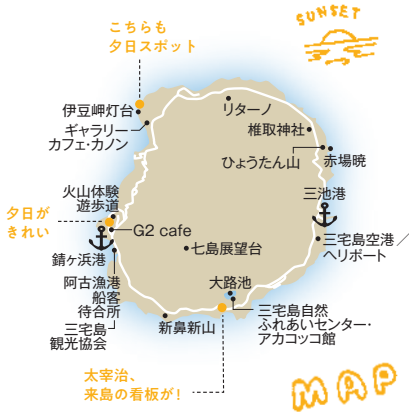 こちらも
夕日スポット
SUNSET
伊豆岬灯台
ギャラリー
カフェ・カノン
リターノ
椎取神社
ひょうたん山
赤場暁
火山体験
遊歩道
三池港
夕日が
きれい
G2 cafe
錆ヶ浜港
七島展望台
三宅島空港／
ヘリポート
阿古漁港
船客
待合所
大路池
三宅島
観光協会
新鼻新山
三宅島自然
ふれあいセンター・
アカコッコ館
太宰治、
来島の看板が！
MAP